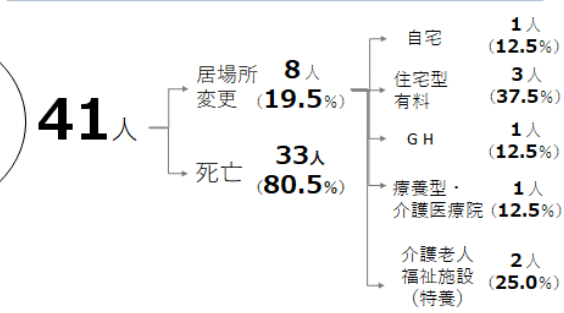 41人
居場所
変更
8人
（19.5%）
死亡
33人
（80.5%）
自宅
1人
（12.5%）
住宅型
有料
3人
（37.5%）
ＧＨ
1人
（12.5%）
療養型・
介護医療院
1人
（12.5%）
介護老人
福祉施設
（特養）
2人
（25.0%）